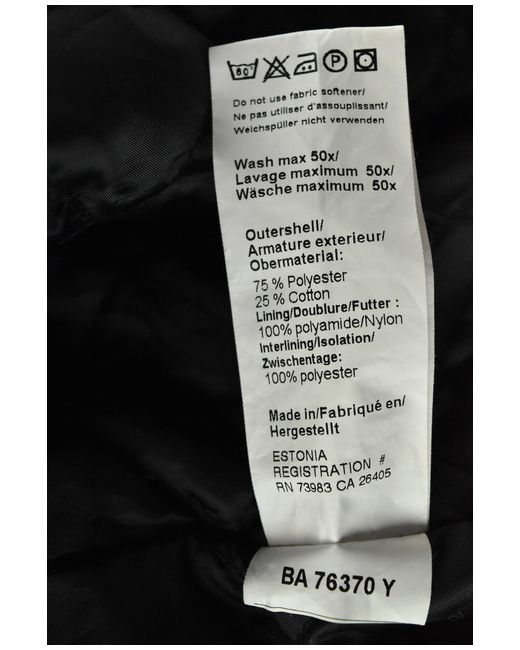 60°
P
Do not use fabric softener/
Ne pas utiliser d'assouplissant/
Weichspüller nicht verwenden
Wash max 50x/
Lavage maximum 50x/
Wäsche maximum 50x
Outershell/
Armature exterieur/
Obermaterial:
75 % Polyester
25 % Cotton
Lining/Doublure/Futter :
100% polyamide/Nylon
Interlining/Isolation/
Zwischentage:
100% polyester
Made in/Fabriqué en/
Hergestellt
ESTONIA
REGISTRATION #
RN 73983 CA 26405
BA 76370 Y